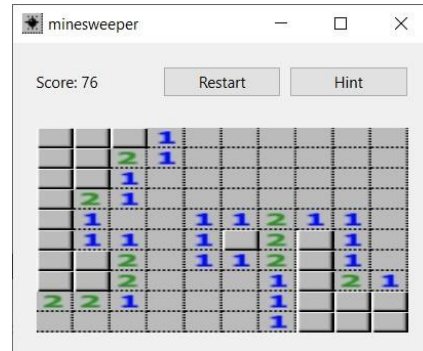 minesweeper
Score: 76 Restart Hint
1
2 1
1
2 1
1 1 1 2 1 1
1 1 1 2 1
2 1 1 2 1
2 1 2 1
2 2 1 1
1